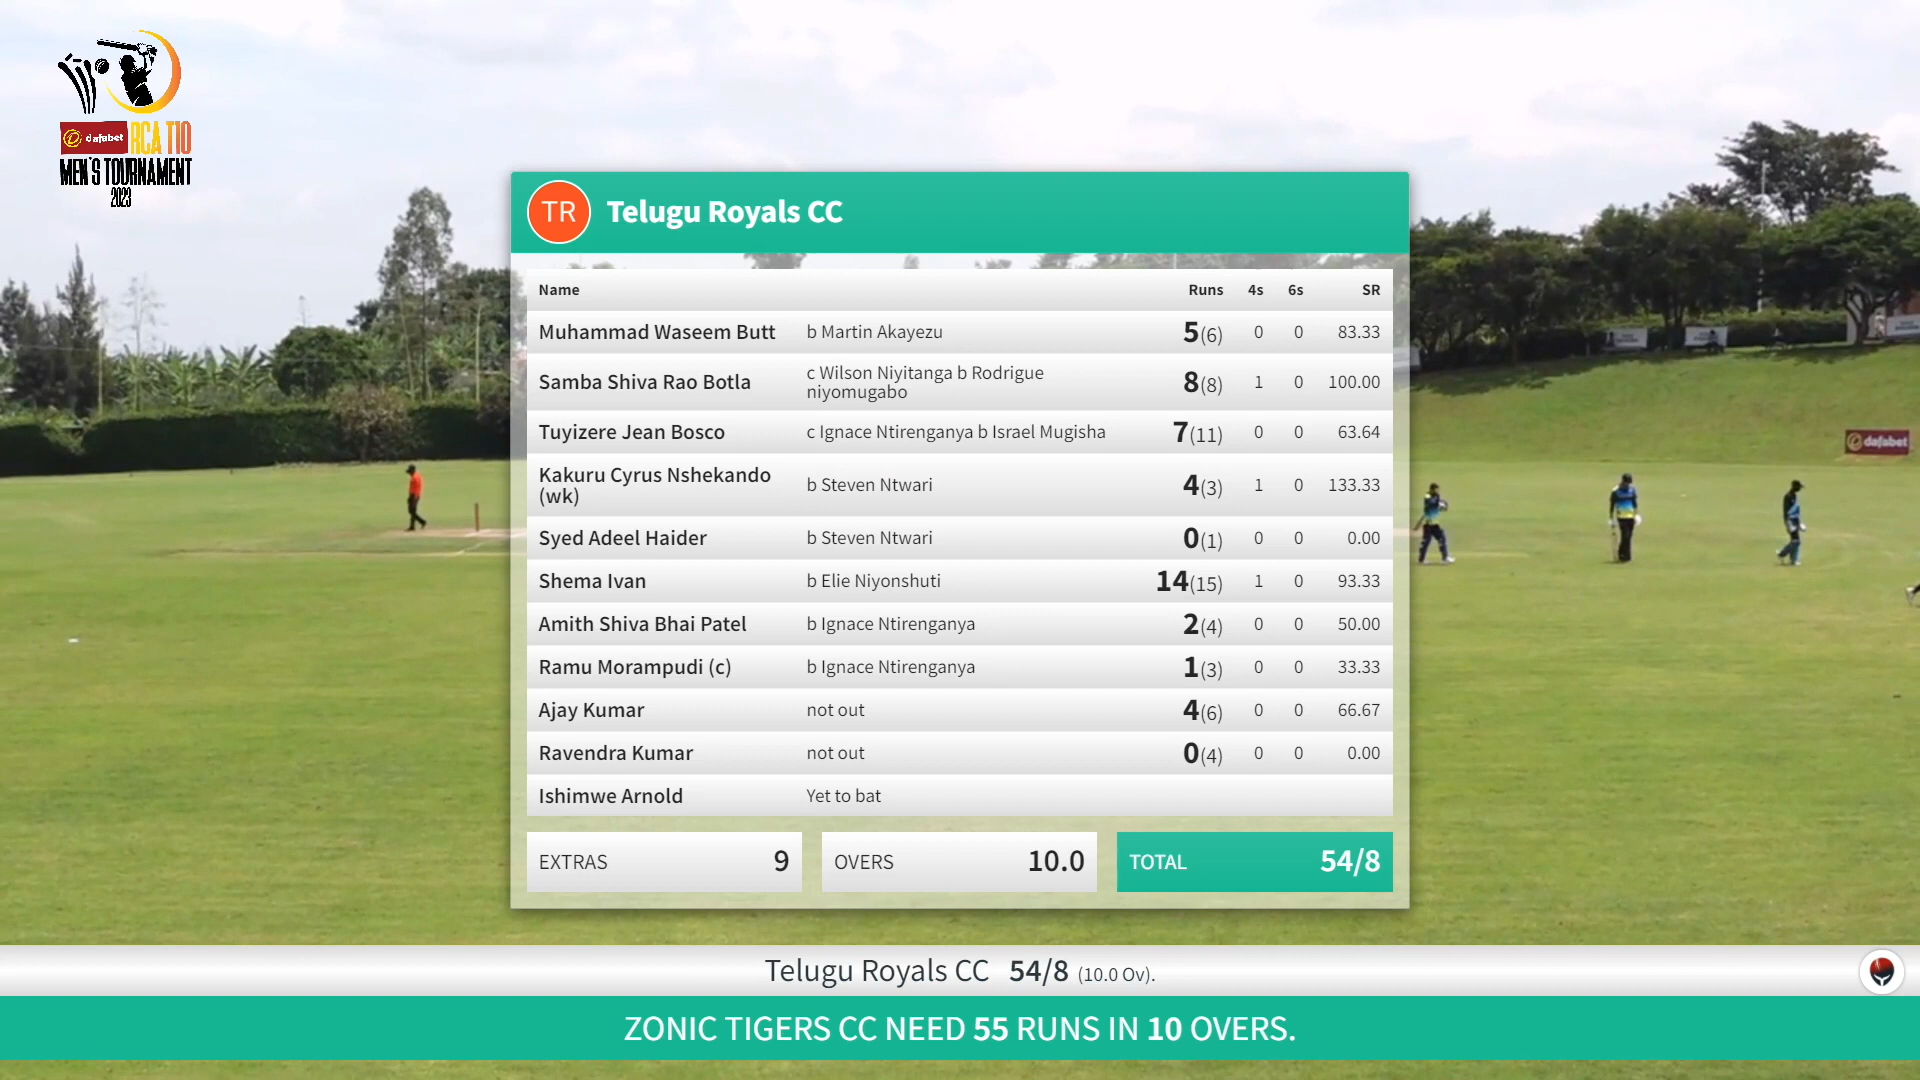 dafabet RCA T10
MEN'S TOURNAMENT
2023
TR Telugu Royals CC
Name Runs 4s 6s SR
Muhammad Waseem Butt b Martin Akayezu 5(6) 0 0 83.33
Samba Shiva Rao Botla c Wilson Niyitanga b Rodrigue niyomugabo 8(8) 1 0 100.00
Tuyizere Jean Bosco c Ignace Ntirenganya b Israel Mugisha 7(11) 0 0 63.64
Kakuru Cyrus Nshekando (wk) b Steven Ntwari 4(3) 1 0 133.33
Syed Adeel Haider b Steven Ntwari 0(1) 0 0 0.00
Shema Ivan b Elie Niyonshuti 14(15) 1 0 93.33
Amith Shiva Bhai Patel b Ignace Ntirenganya 2(4) 0 0 50.00
Ramu Morampudi (c) b Ignace Ntirenganya 1(3) 0 0 33.33
Ajay Kumar not out 4(6) 0 0 66.67
Ravendra Kumar not out 0(4) 0 0 0.00
Ishimwe Arnold Yet to bat
EXTRAS 9 OVERS 10.0 TOTAL 54/8
dafabet
Telugu Royals CC 54/8 (10.0 Ov).
ZONIC TIGERS CC NEED 55 RUNS IN 10 OVERS.